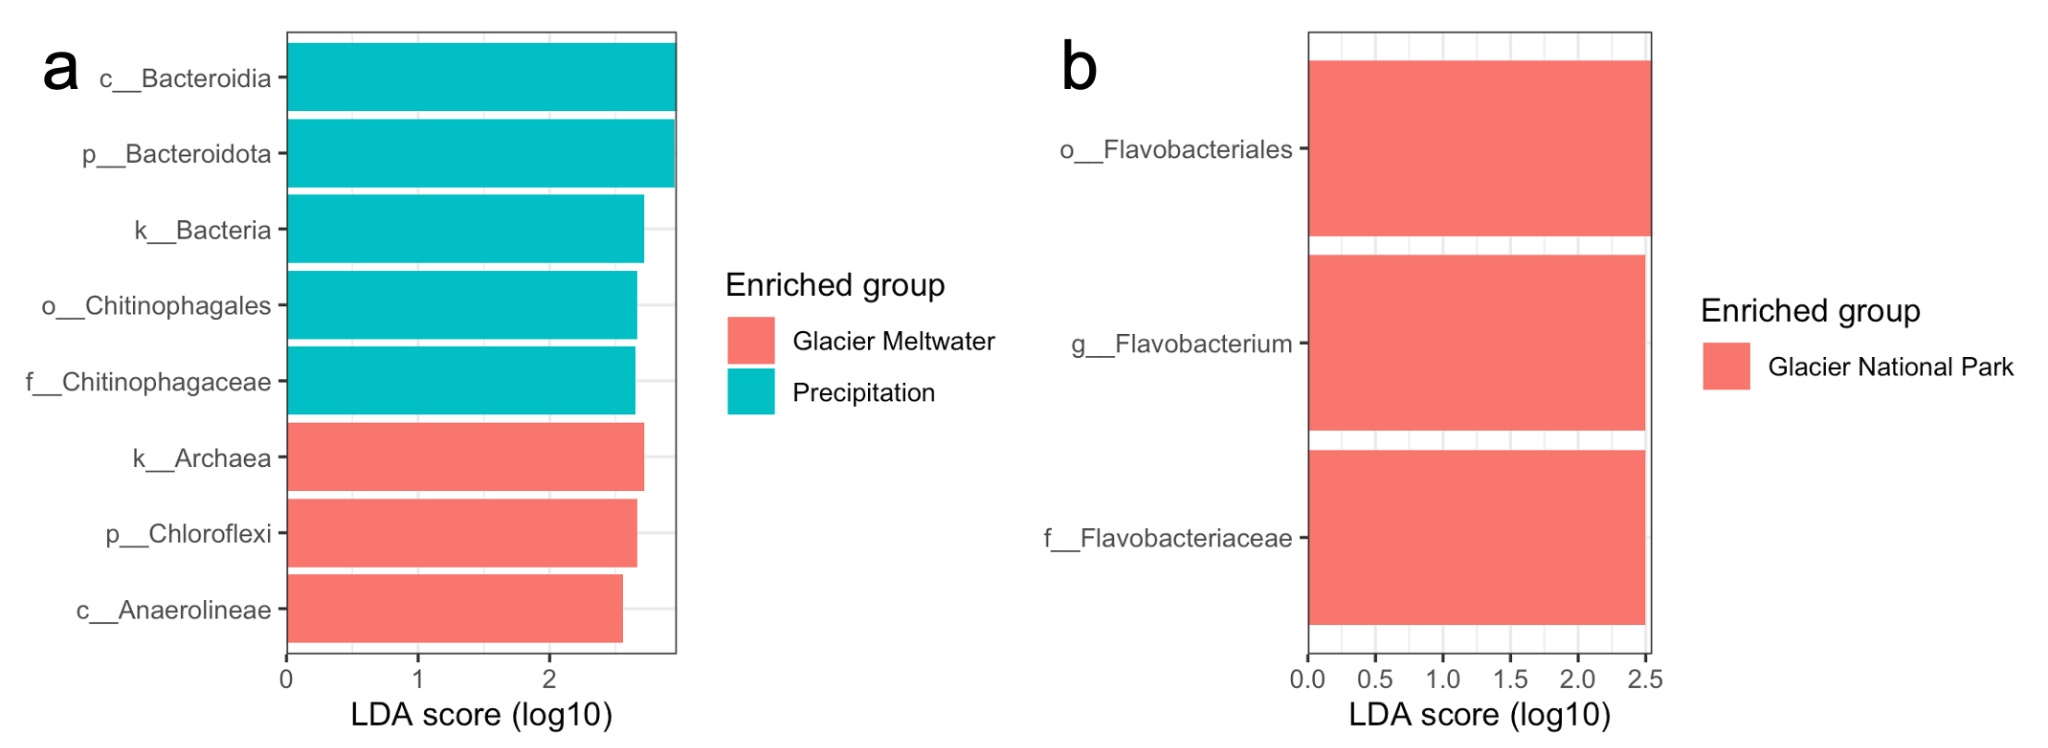 a
c__Bacteroidia
p__Bacteroidota
k__Bacteria
o__Chitinophagales
f__Chitinophagaceae
k__Archaea
p__Chloroflexi
c__Anaerolineae
0 1 2
LDA score (log10)
Enriched group
Glacier Meltwater
Precipitation
b
o__Flavobacteriales
g__Flavobacterium
f__Flavobacteriaceae
0.0 0.5 1.0 1.5 2.0 2.5
LDA score (log10)
Enriched group
Glacier National Park